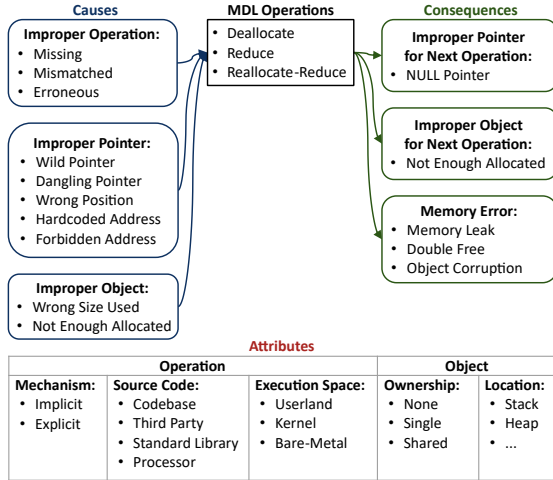 Causes
Improper Operation:
• Missing
• Mismatched
• Erroneous
Improper Pointer:
• Wild Pointer
• Dangling Pointer
• Wrong Position
• Hardcoded Address
• Forbidden Address
Improper Object:
• Wrong Size Used
• Not Enough Allocated
MDL Operations
• Deallocate
• Reduce
• Reallocate-Reduce
Consequences
Improper Pointer
for Next Operation:
• NULL Pointer
Improper Object
for Next Operation:
• Not Enough Allocated
Memory Error:
• Memory Leak
• Double Free
• Object Corruption
Attributes
Operation
Mechanism:
• Implicit
• Explicit
Source Code:
• Codebase
• Third Party
• Standard Library
• Processor
Execution Space:
• Userland
• Kernel
• Bare-Metal
Object
Ownership:
• None
• Single
• Shared
Location:
• Stack
• Heap
• ...